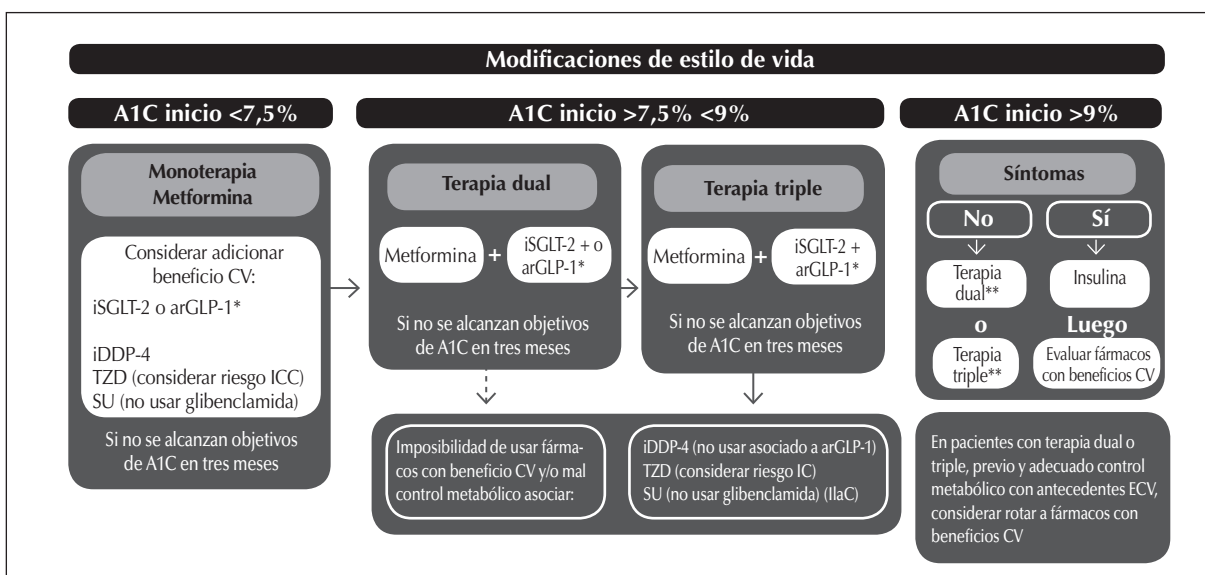 Modificaciones de estilo de vida
A1C inicio <7,5%
Monoterapia
Metformina
Considerar adicionar
beneficio CV:
iSGLT-2 o arGLP-1*
iDDP-4
TZD (considerar riesgo ICC)
SU (no usar glibenclamida)
Si no se alcanzan objetivos
de A1C en tres meses
A1C inicio >7,5% <9%
Terapia dual
Metformina + iSGLT-2 + o
arGLP-1*
Si no se alcanzan objetivos
de A1C en tres meses
Terapia triple
Metformina + iSGLT-2 +
arGLP-1*
Si no se alcanzan objetivos
de A1C en tres meses
Imposibilidad de usar fárma-
cos con beneficio CV y/o mal
control metabólico asociar:
iDDP-4 (no usar asociado a arGLP-1)
TZD (considerar riesgo IC)
SU (no usar glibenclamida) (IIaC)
A1C inicio >9%
Síntomas
No
Terapia
dual**
o
Terapia
triple**
Sí
Insulina
Luego
Evaluar fármacos
con beneficios CV
En pacientes con terapia dual o
triple, previo y adecuado control
metabólico con antecedentes ECV,
considerar rotar a fármacos con
beneficios CV